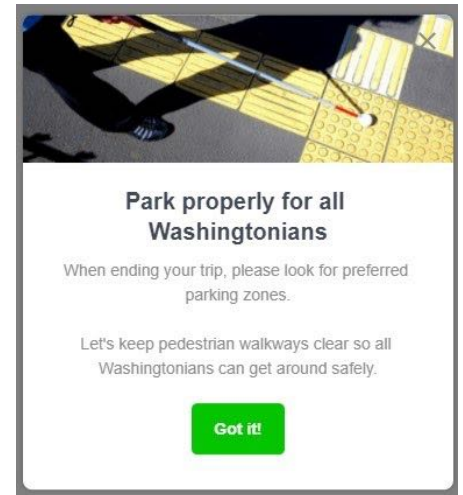 Park properly for all
Washingtonians
When ending your trip, please look for preferred
parking zones.
Let's keep pedestrian walkways clear so all
Washingtonians can get around safely.
Got it!